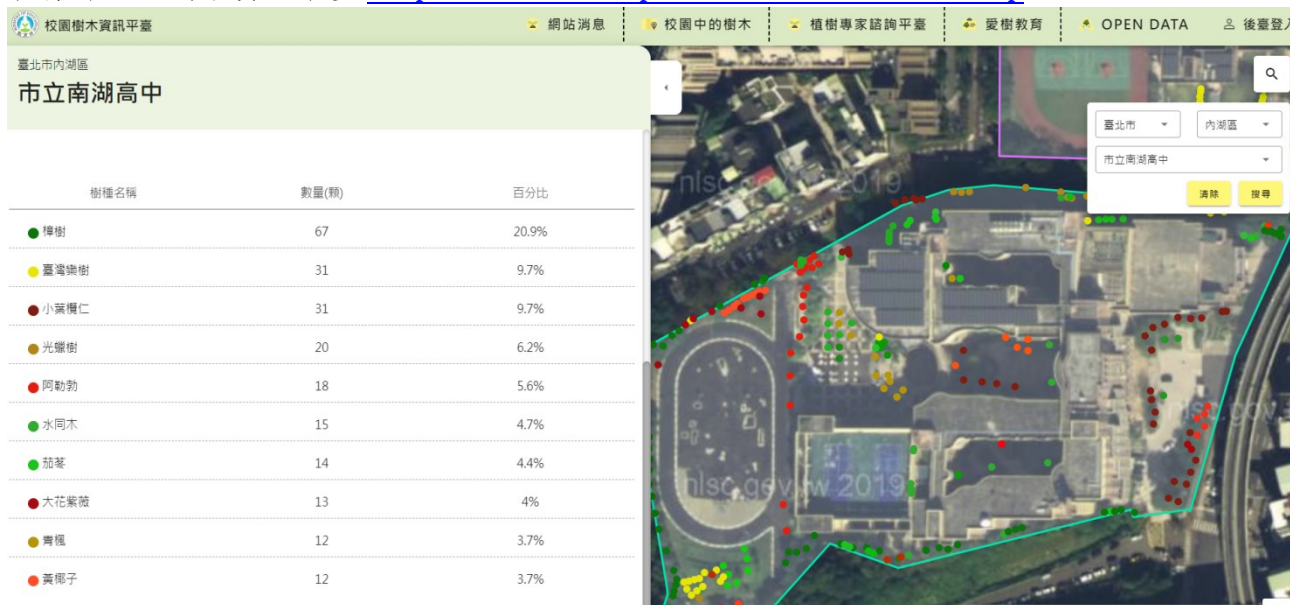 校園樹木資訊平臺
網站消息
校園中的樹木
植樹專家諮詢平臺
愛樹教育
OPEN DATA
後臺登入
臺北市內湖區
市立南湖高中
樹種名稱 數量(顆) 百分比
樟樹 67 20.9%
臺灣欒樹 31 9.7%
小葉欖仁 31 9.7%
光蠟樹 20 6.2%
阿勃勒 18 5.6%
水同木 15 4.7%
茄苳 14 4.4%
大花紫薇 13 4%
青楓 12 3.7%
黃椰子 12 3.7%
臺北市
內湖區
市立南湖高中
清除 搜尋
2019
nlsc.gov.tw 2019
nlsc.gov